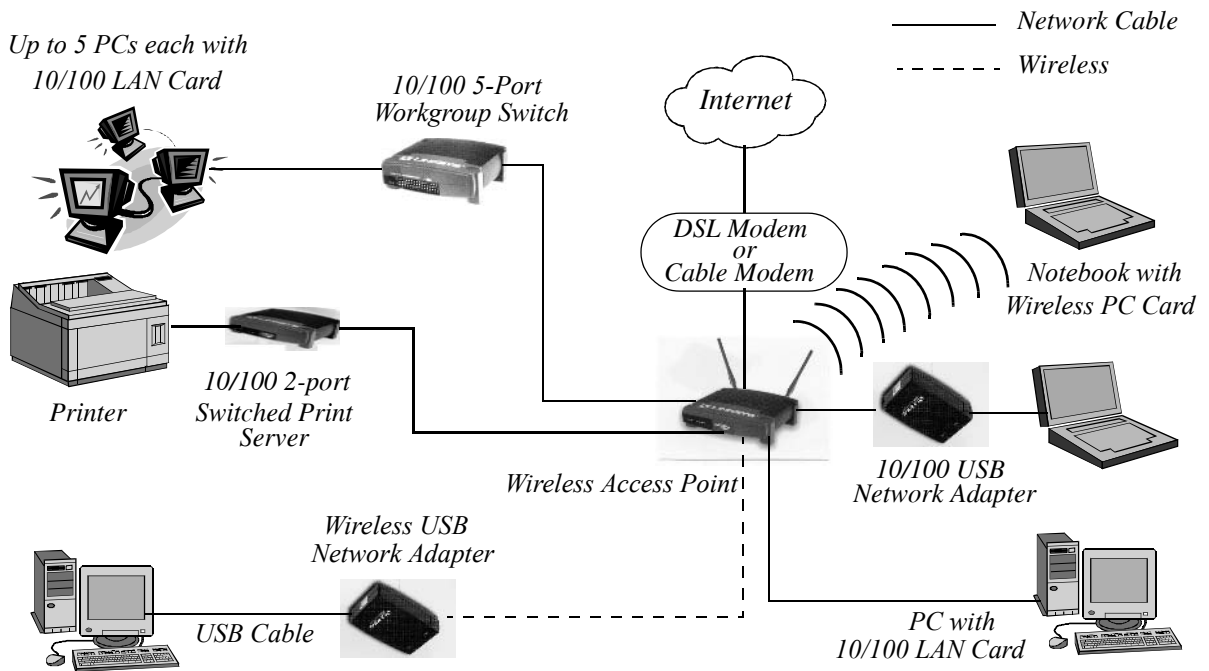 Network Cable
Wireless
Up to 5 PCs each with
10/100 LAN Card
10/100 5-Port
Workgroup Switch
Internet
DSL Modem
or
Cable Modem
Notebook with
Wireless PC Card
Printer
10/100 2-port
Switched Print
Server
Wireless Access Point
10/100 USB
Network Adapter
Wireless USB
Network Adapter
USB Cable
PC with
10/100 LAN Card